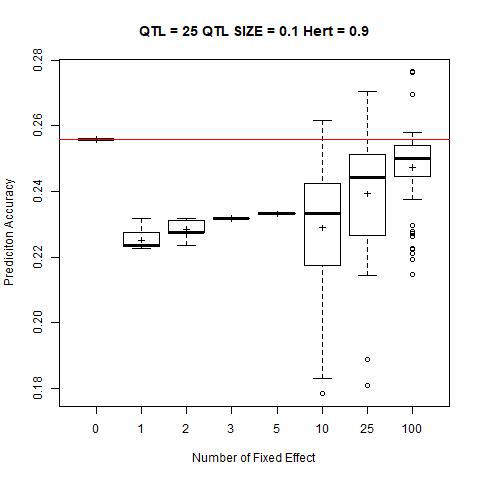 QTL = 25 QTL SIZE = 0.1 Hert = 0.9
0.28
0.26
0.24
0.22
0.20
0.18
Prediciton Accuracy
0 1 2 3 5 10 25 100
Number of Fixed Effect